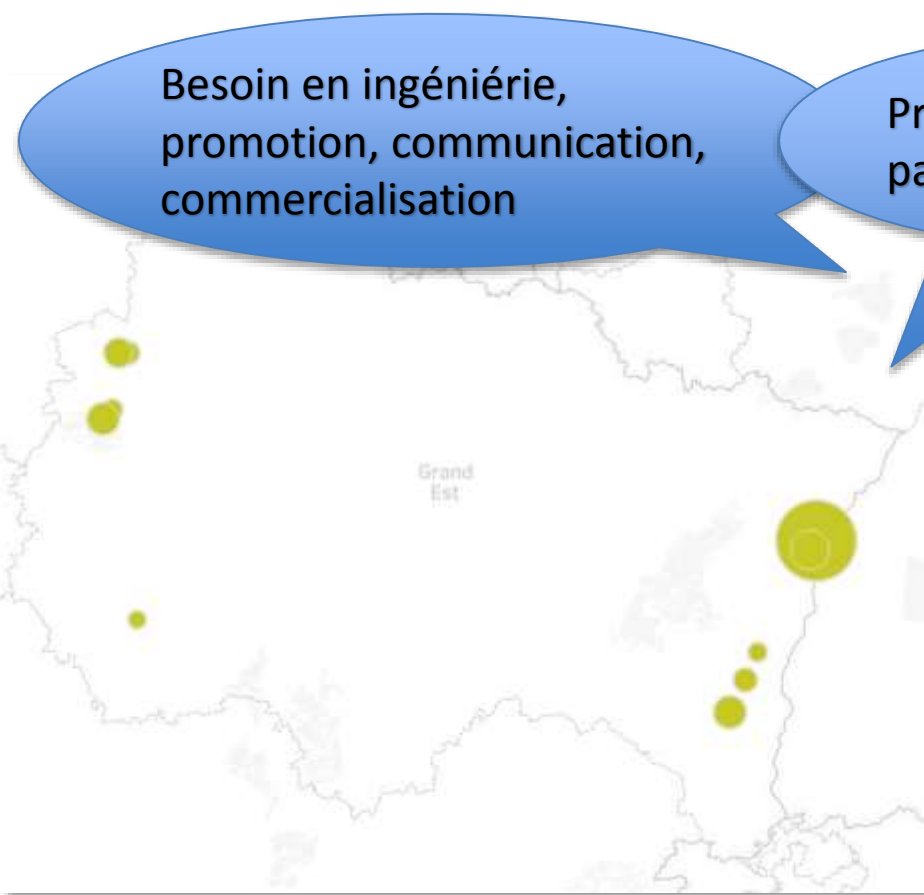 Besoin en ingéniérie,
promotion, communication,
commercialisation
Grand
Est